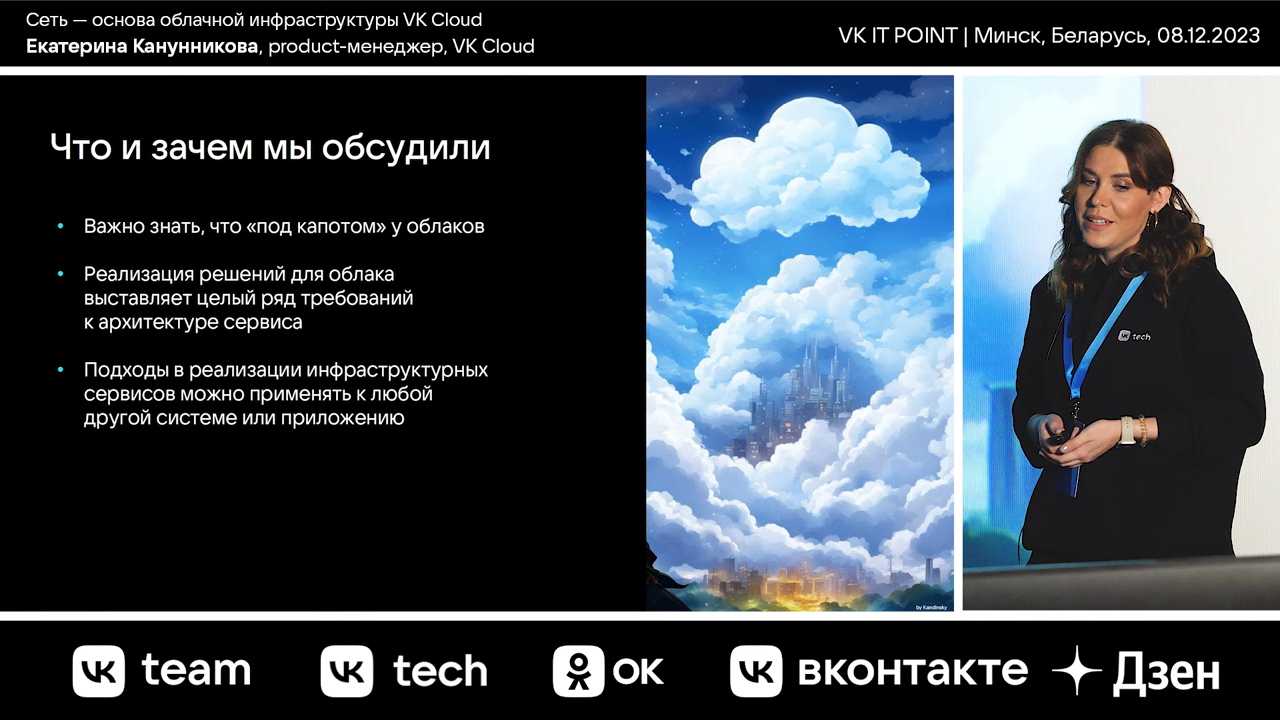 Сеть — основа облачной инфраструктуры VK Cloud
Екатерина Канунникова, product-менеджер, VK Cloud
VK IT POINT | Минск, Беларусь, 08.12.2023
Что и зачем мы обсудили
• Важно знать, что «под капотом» у облаков
• Реализация решений для облака
выставляет целый ряд требований
к архитектуре сервиса
• Подходы в реализации инфраструктурных
сервисов можно применять к любой
другой системе или приложению
by Kandinsky
tech
team
tech
ок
вконтакте
Дзен